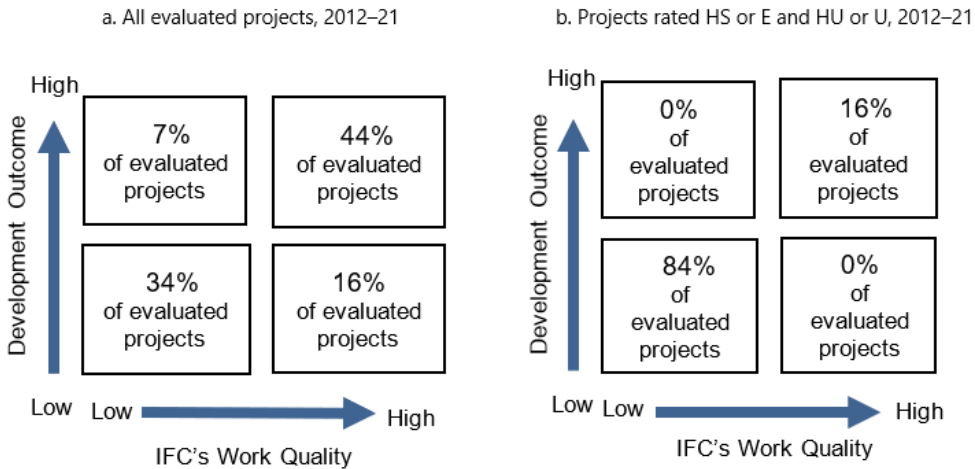 a. All evaluated projects, 2012–21
High
7%
of evaluated
projects
44%
of evaluated
projects
34%
of evaluated
projects
16%
of evaluated
projects
Development Outcome
Low
Low
High
IFC's Work Quality
b. Projects rated HS or E and HU or U, 2012–21
High
0%
of
evaluated
projects
16%
of
evaluated
projects
84%
of
evaluated
projects
0%
of
evaluated
projects
Development Outcome
Low
Low
High
IFC's Work Quality